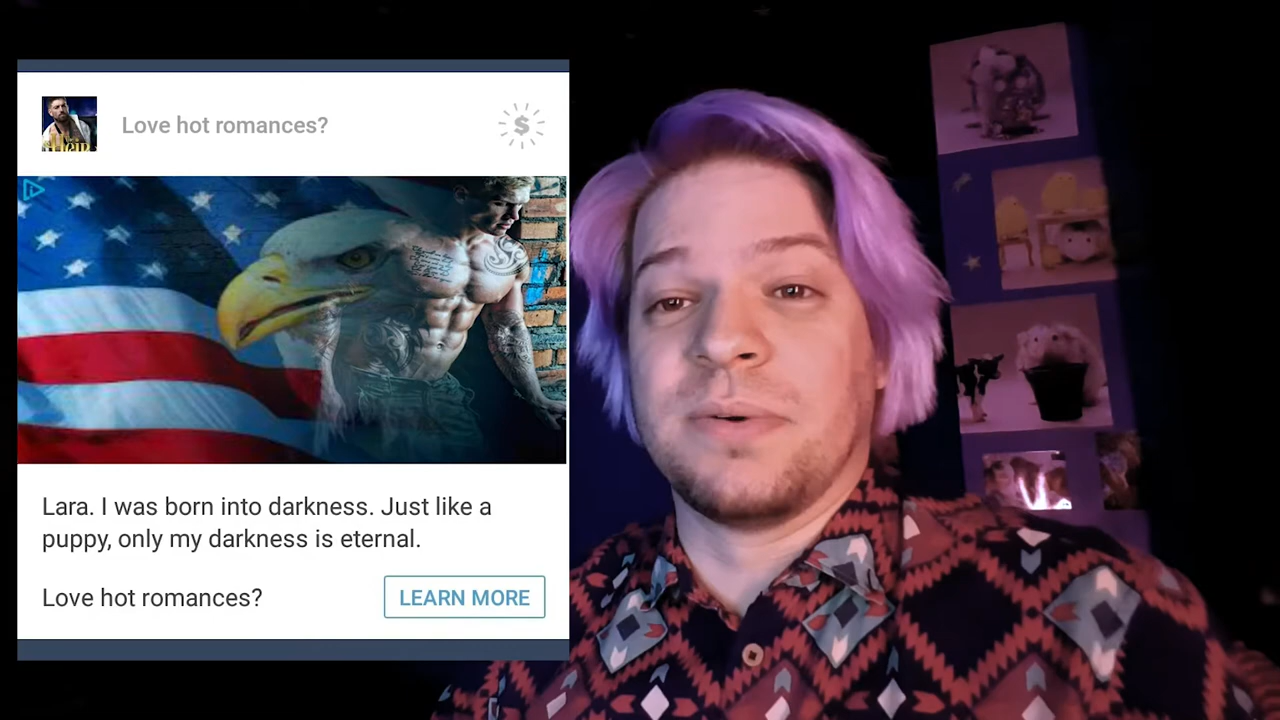 Love hot romances?
$
Lara. I was born into darkness. Just like a
puppy, only my darkness is eternal.
Love hot romances?
LEARN MORE